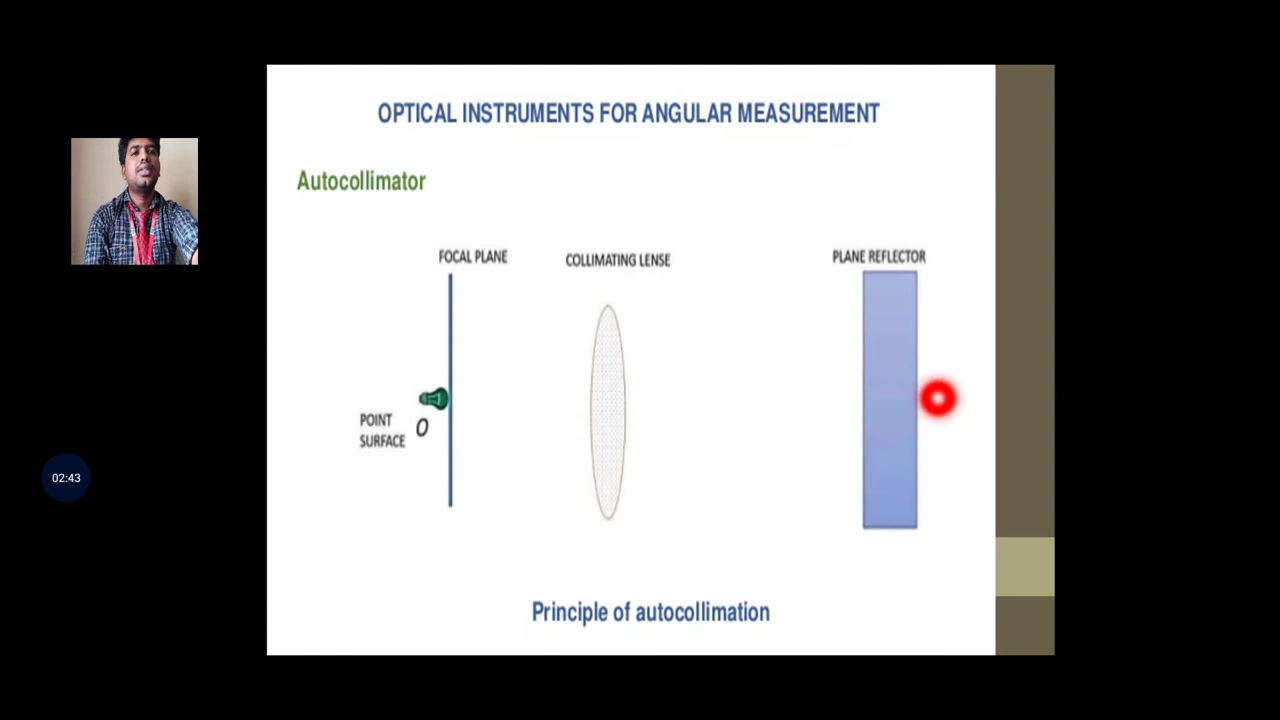 OPTICAL INSTRUMENTS FOR ANGULAR MEASUREMENT
Autocollimator
FOCAL PLANE
COLLIMATING LENSE
PLANE REFLECTOR
POINT
SURFACE
O
02:43
Principle of autocollimation